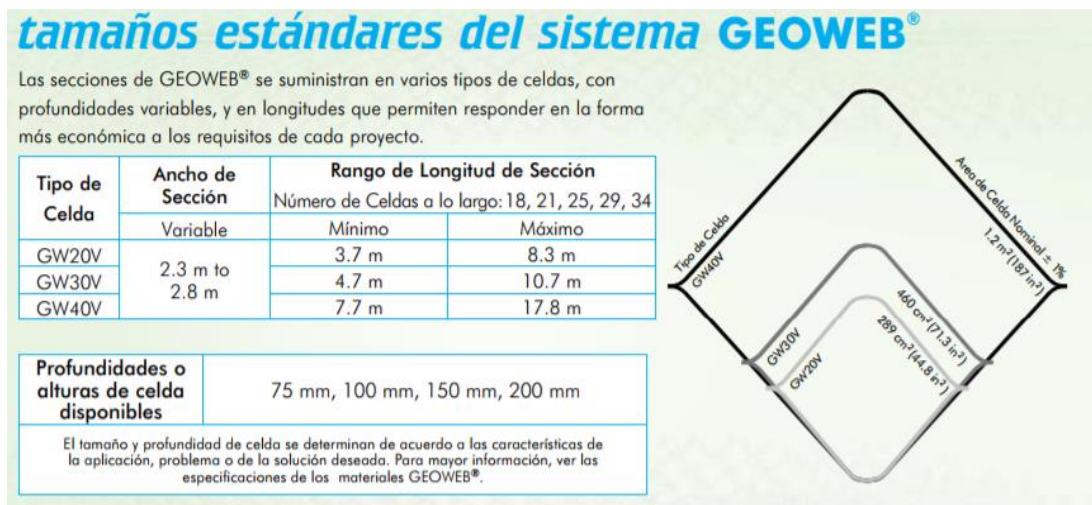 tamaños estándares del sistema GEOWEB®
Las secciones de GEOWEB® se suministran en varios tipos de celdas, con
profundidades variables, y en longitudes que permiten responder en la forma
más económica a los requisitos de cada proyecto.
Tipo de
Celda
Ancho de
Sección
Rango de Longitud de Sección
Número de Celdas a lo largo: 18, 21, 25, 29, 34
Variable
Mínimo
Máximo
GW20V
2.3 m to
2.8 m
3.7 m
8.3 m
GW30V
4.7 m
10.7 m
GW40V
7.7 m
17.8 m
Profundidades o
alturas de celda
disponibles
75 mm, 100 mm, 150 mm, 200 mm
El tamaño y profundidad de celda se determinan de acuerdo a las características de
la aplicación, problema o de la solución deseada. Para mayor información, ver las
especificaciones de los materiales GEOWEB®.
Tipo de Celda
GW40V
Area de Celda Nominal ± 1%
1.2 m² (187 in²)
GW30V
460 cm² (71.3 in²)
GW20V
289 cm² (44.8 in²)